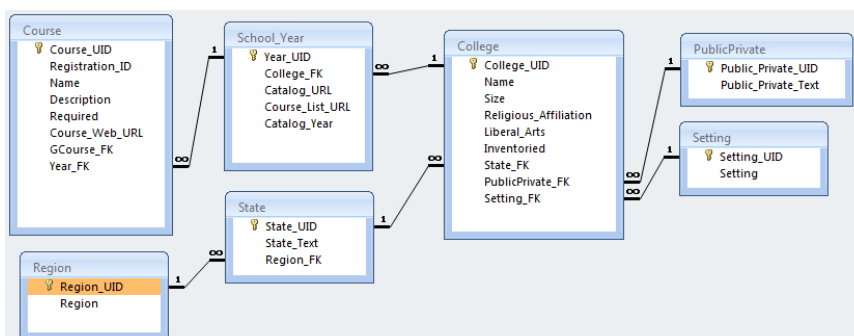 Course
Course_UID
Registration_ID
Name
Description
Required
Course_Web_URL
GCourse_FK
Year_FK
School_Year
Year_UID
College_FK
Catalog_URL
Course_List_URL
Catalog_Year
College
College_UID
Name
Size
Religious_Affiliation
Liberal_Arts
Inventoried
State_FK
PublicPrivate_FK
Setting_FK
PublicPrivate
Public_Private_UID
Public_Private_Text
Setting
Setting_UID
Setting
State
State_UID
State_Text
Region_FK
Region
Region_UID
Region
1
∞
∞
1
1
∞
1
∞
∞
1
∞
1